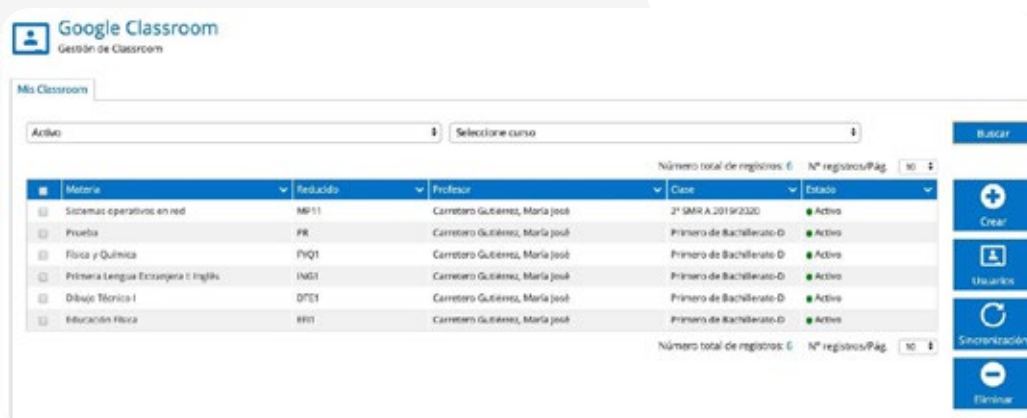 Google Classroom
Gestión de Classroom
Mis Classroom
Activo Seleccione curso Buscar
Número total de registros: 6 Nº registros/Pág. 10
Materia Reducido Profesor Clase Estado
Sistemas operativos en red MP11 Carretero Gutiérrez, María José 2º SMR A 2019/2020 Activo
Prueba PR Carretero Gutiérrez, María José Primero de Bachillerato-D Activo
Física y Química FYQ1 Carretero Gutiérrez, María José Primero de Bachillerato-D Activo
Primera Lengua Extranjera I: Inglés ING1 Carretero Gutiérrez, María José Primero de Bachillerato-D Activo
Dibujo Técnico I DTE1 Carretero Gutiérrez, María José Primero de Bachillerato-D Activo
Educación Física Carretero Gutiérrez, María José Primero de Bachillerato-D Activo
Número total de registros: 6 Nº registros/Pág. 10
Crear
Usuarios
Sincronización
Eliminar